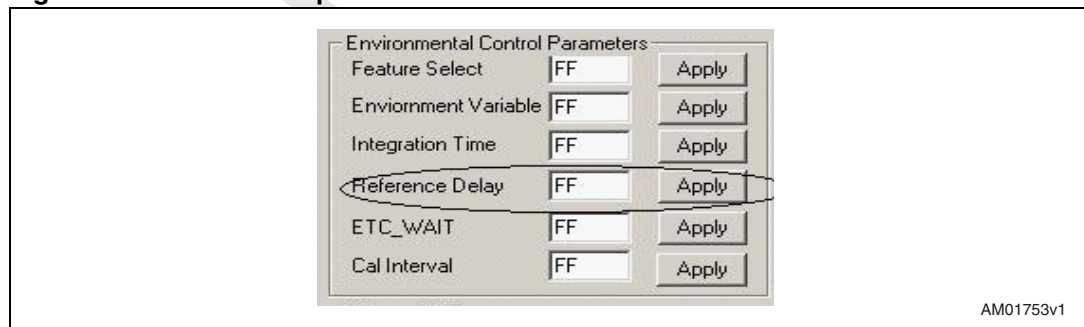 Environmental Control Parameters
Feature Select FF Apply
Enviornment Variable FF Apply
Integration Time FF Apply
Reference Delay FF Apply
ETC_WAIT FF Apply
Cal Interval FF Apply
AM01753v1